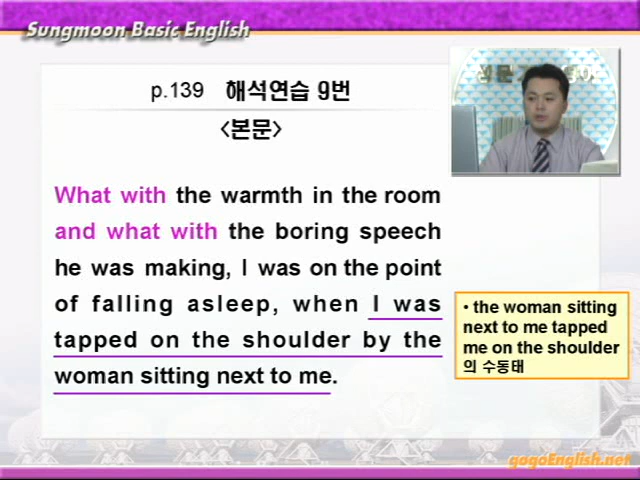 Sungmoon Basic English
p.139 해석연습 9번
<본문>
What with the warmth in the room
and what with the boring speech
he was making, I was on the point
of falling asleep, when I was
tapped on the shoulder by the
woman sitting next to me.
• the woman sitting
next to me tapped
me on the shoulder
의 수동태
gogoEnglish.net